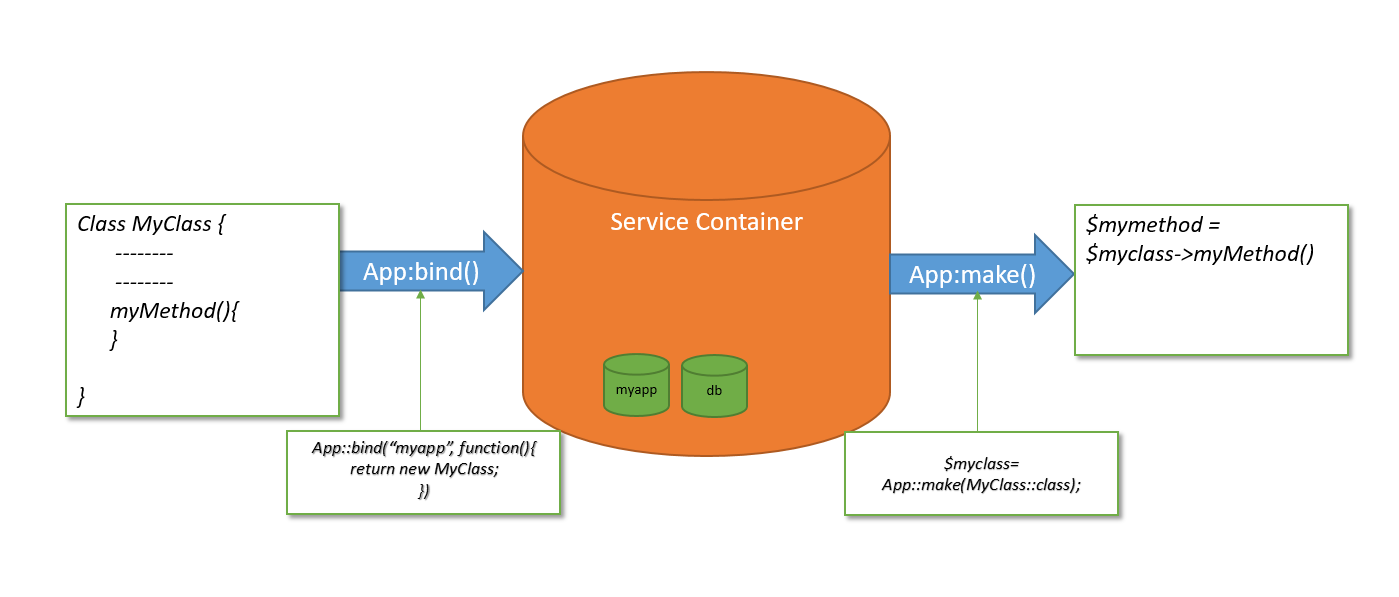 Class MyClass {
--------
--------
myMethod(){
}
}
App:bind()
App::bind(“myapp”, function(){
return new MyClass;
})
Service Container
myapp
db
App:make()
$myclass=
App::make(MyClass::class);
$mymethod =
$myclass->myMethod()